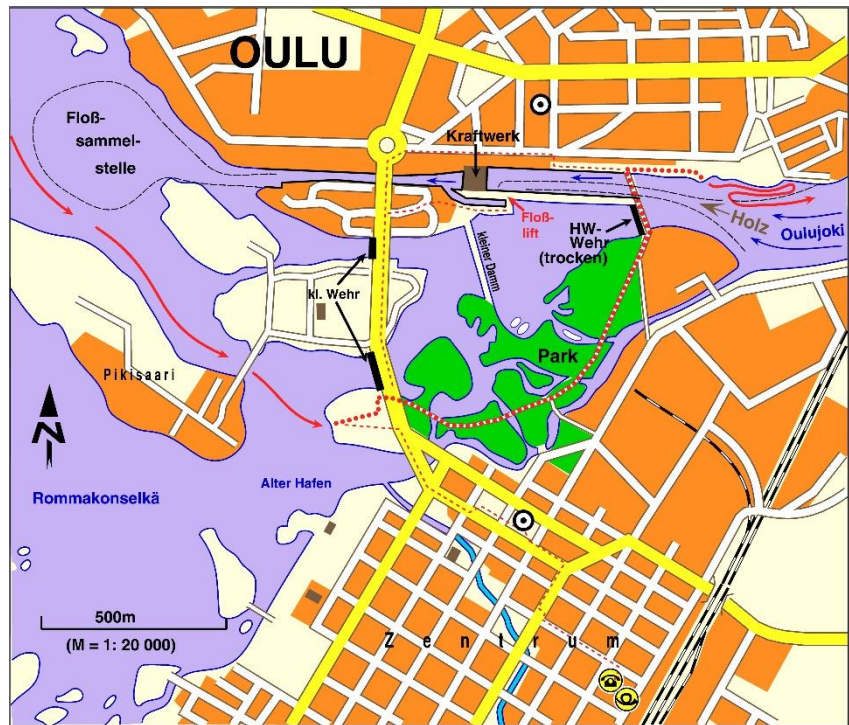 OULU
Floß-
sammel-
stelle
Kraftwerk
Floß-
lift
HW-
Wehr
(trocken)
Holz
Oulujoki
kleiner Damm
kl. Wehr
Park
Pikisaari
N
Rommakonselkä
Alter Hafen
500m
(M = 1: 20 000)
Zentrum